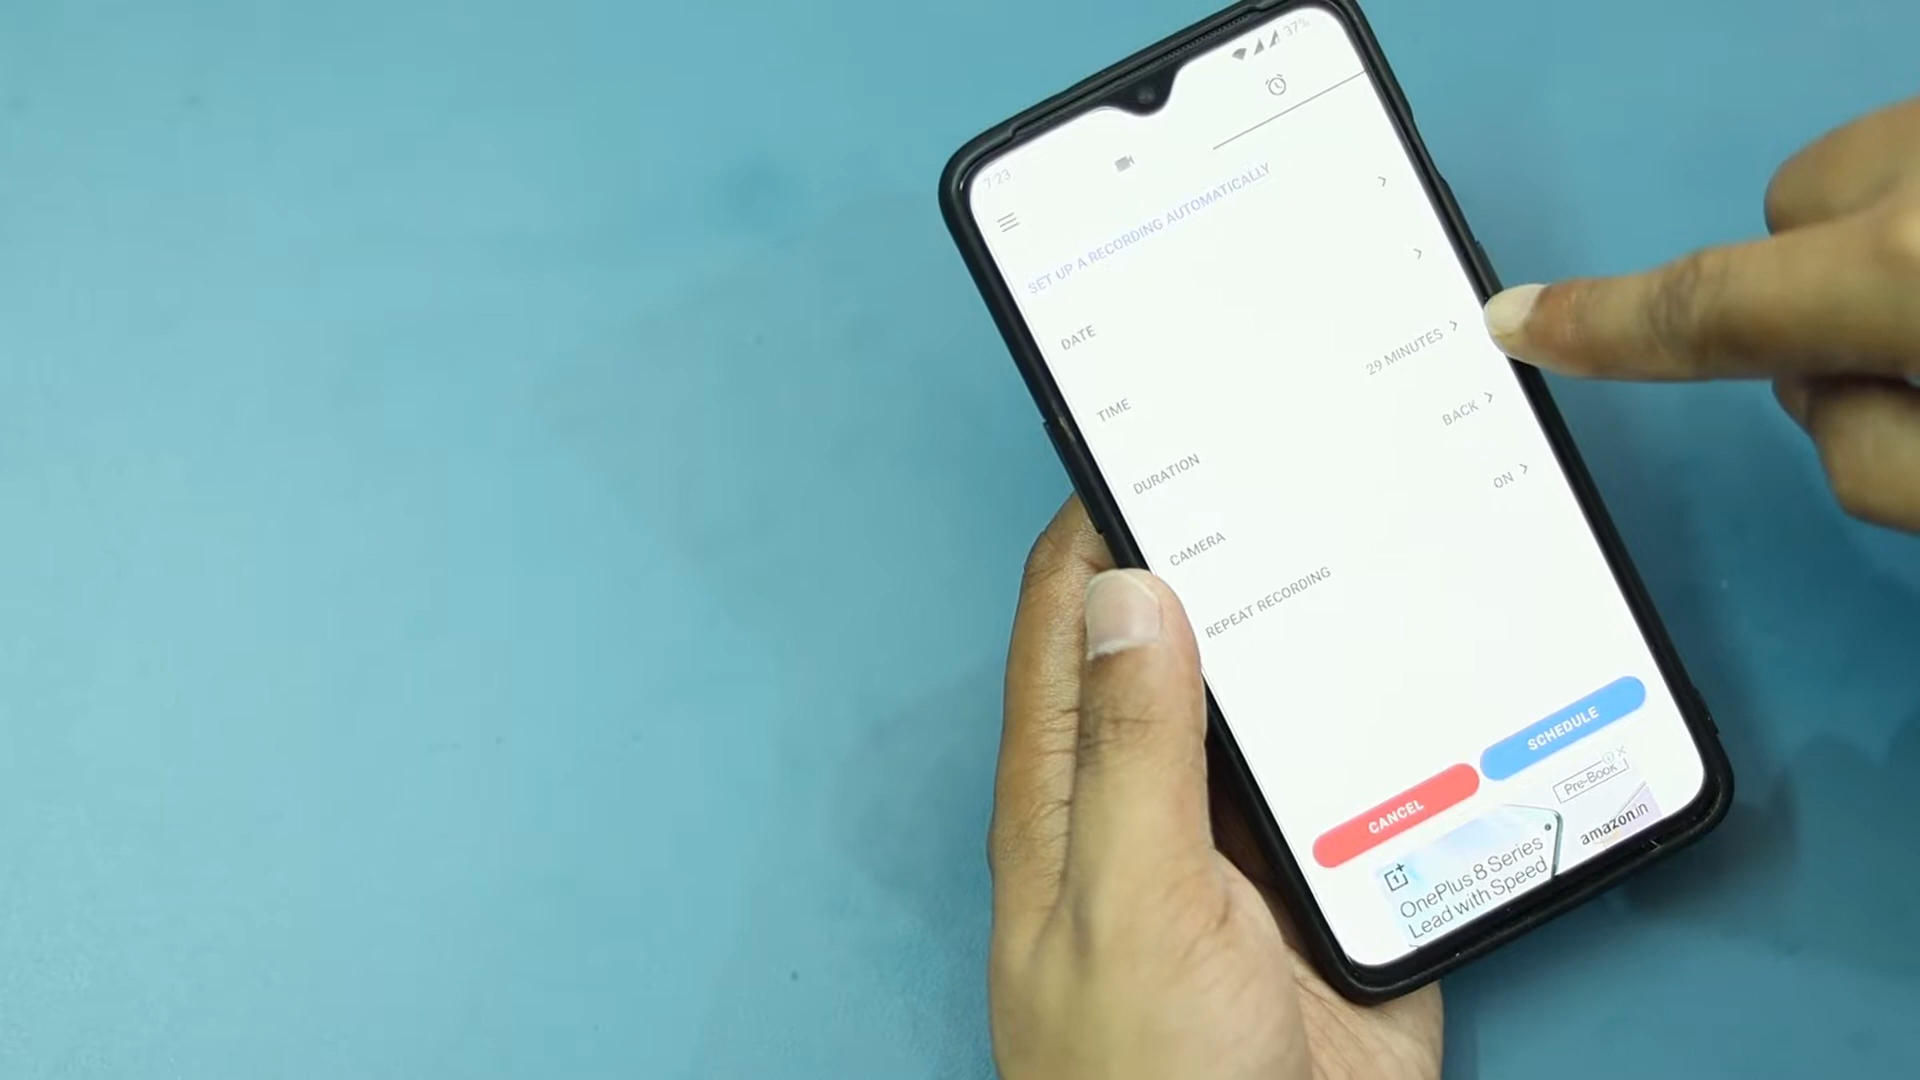 7:23
37%
SET UP A RECORDING AUTOMATICALLY
DATE
TIME
DURATION 29 MINUTES
CAMERA BACK
REPEAT RECORDING ON
CANCEL SCHEDULE
OnePlus 8 Series
Lead with Speed
Pre-Book
amazon.in